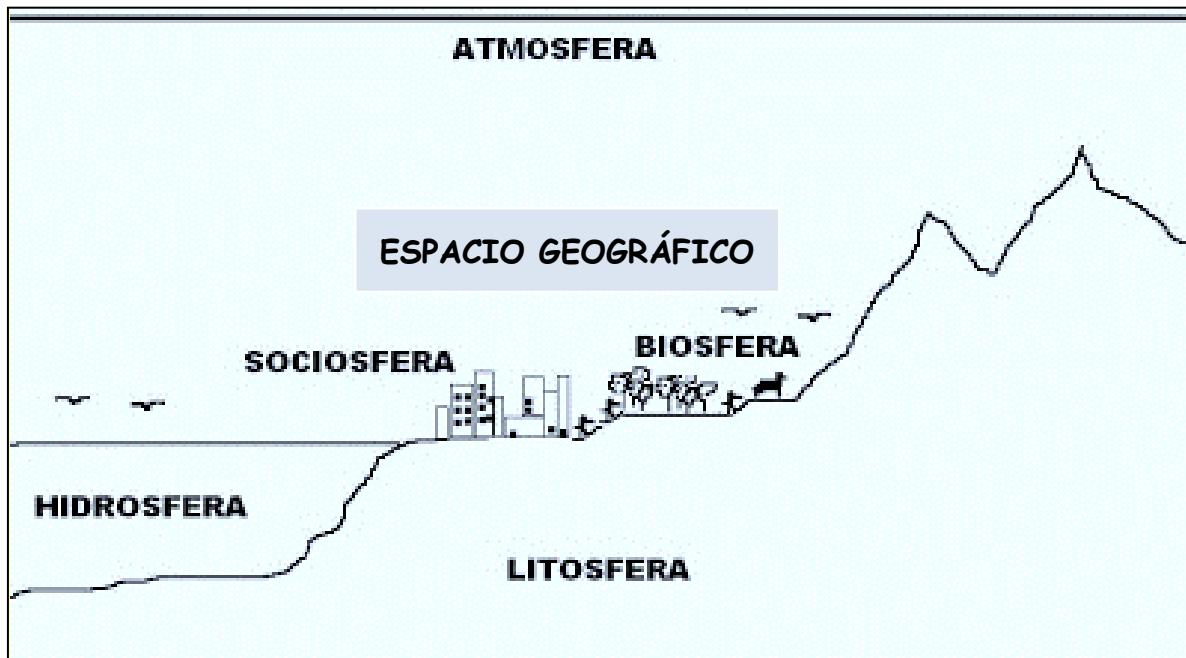 ATMOSFERA
ESPACIO GEOGRÁFICO
BIOSFERA
SOCIOSFERA
HIDROSFERA
LITOSFERA